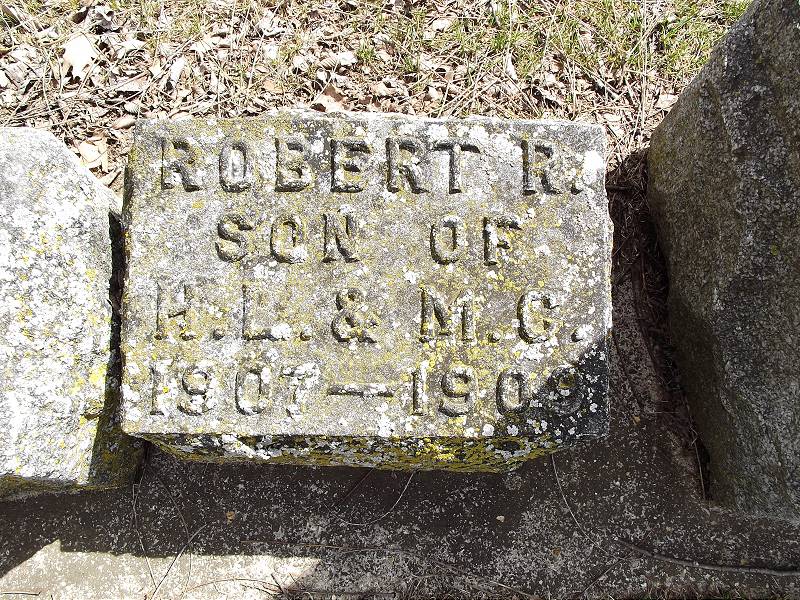 ROBERT R.
SON OF
H.L. & M.C.
1907—1909